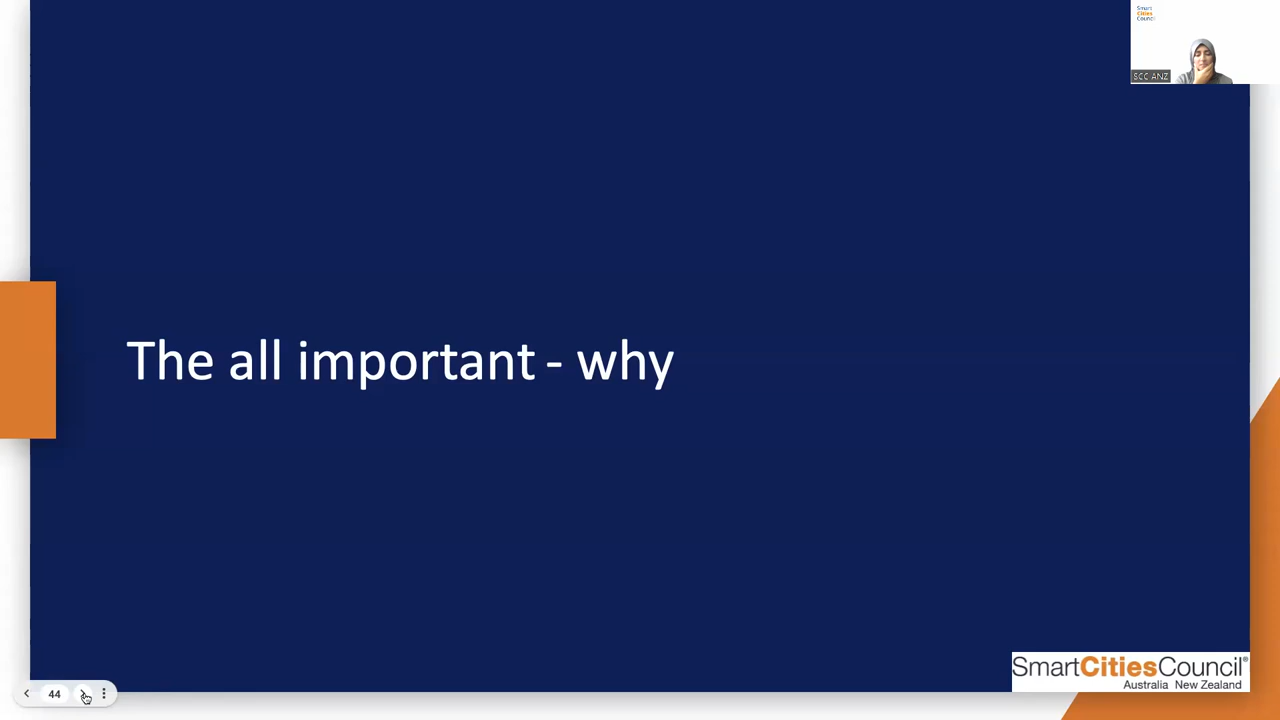 Smart
Cities
Council
SCC ANZ
The all important - why
SmartCitiesCouncil®
Australia New Zealand
44